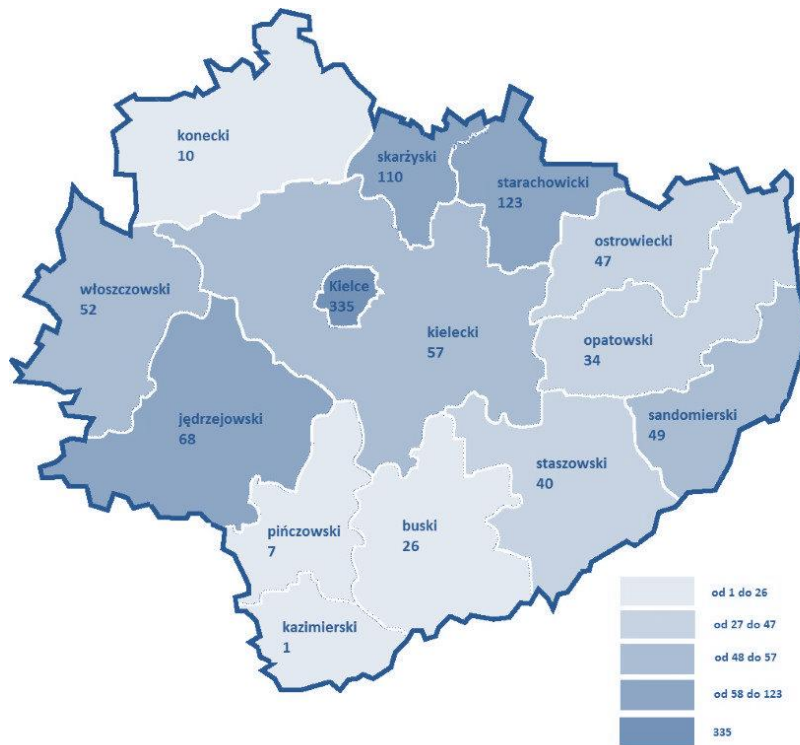 konecki
10
skarżyski
110
starachowicki
123
ostrowiecki
47
włoszczowski
52
Kielce
335
kielecki
57
opatowski
34
jędrzejowski
68
sandomierski
49
staszowski
40
pińczowski
7
buski
26
kazimierski
1
od 1 do 26
od 27 do 47
od 48 do 57
od 58 do 123
335